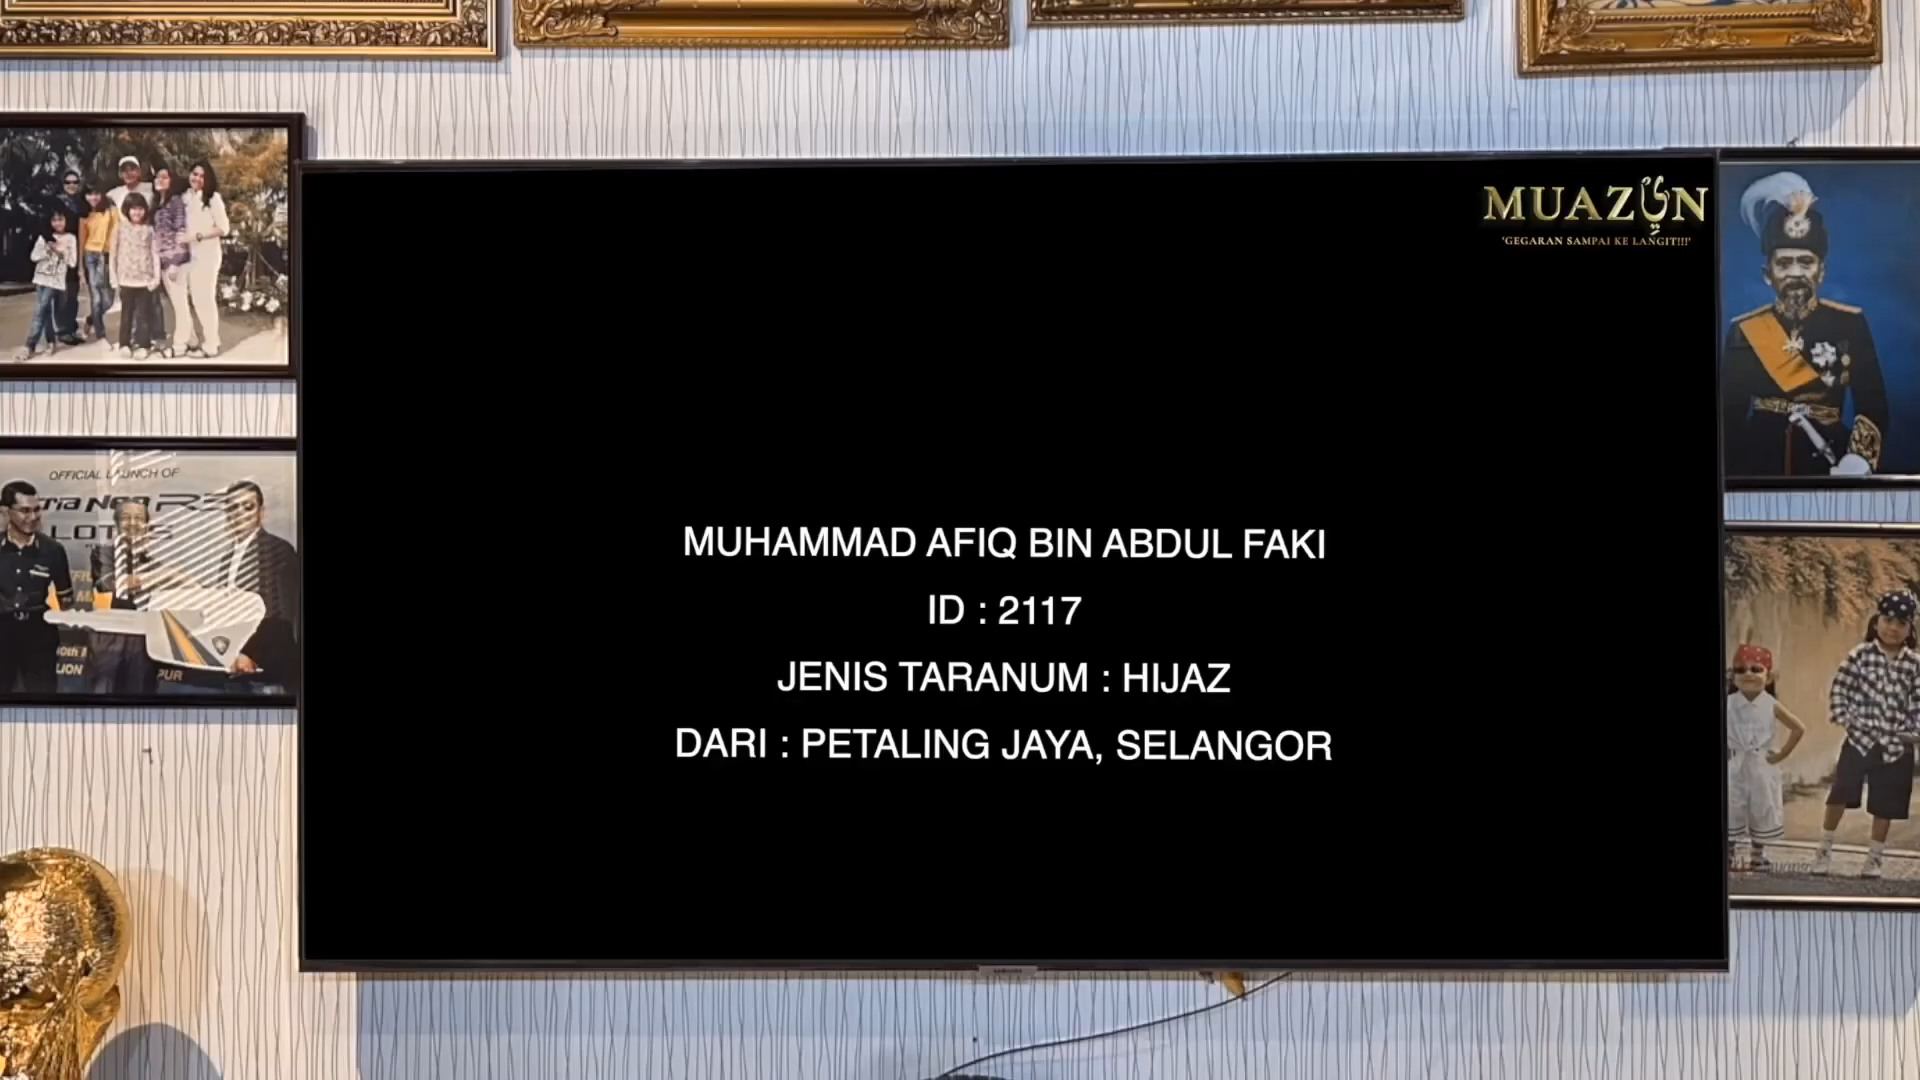 MUAZ N
'GEGARAN SAMPAI KE LANGIT!!!'
OFFICIAL LAUNCH OF
MUHAMMAD AFIQ BIN ABDUL FAKI
ID : 2117
JENIS TARANUM : HIJAZ
DARI : PETALING JAYA, SELANGOR